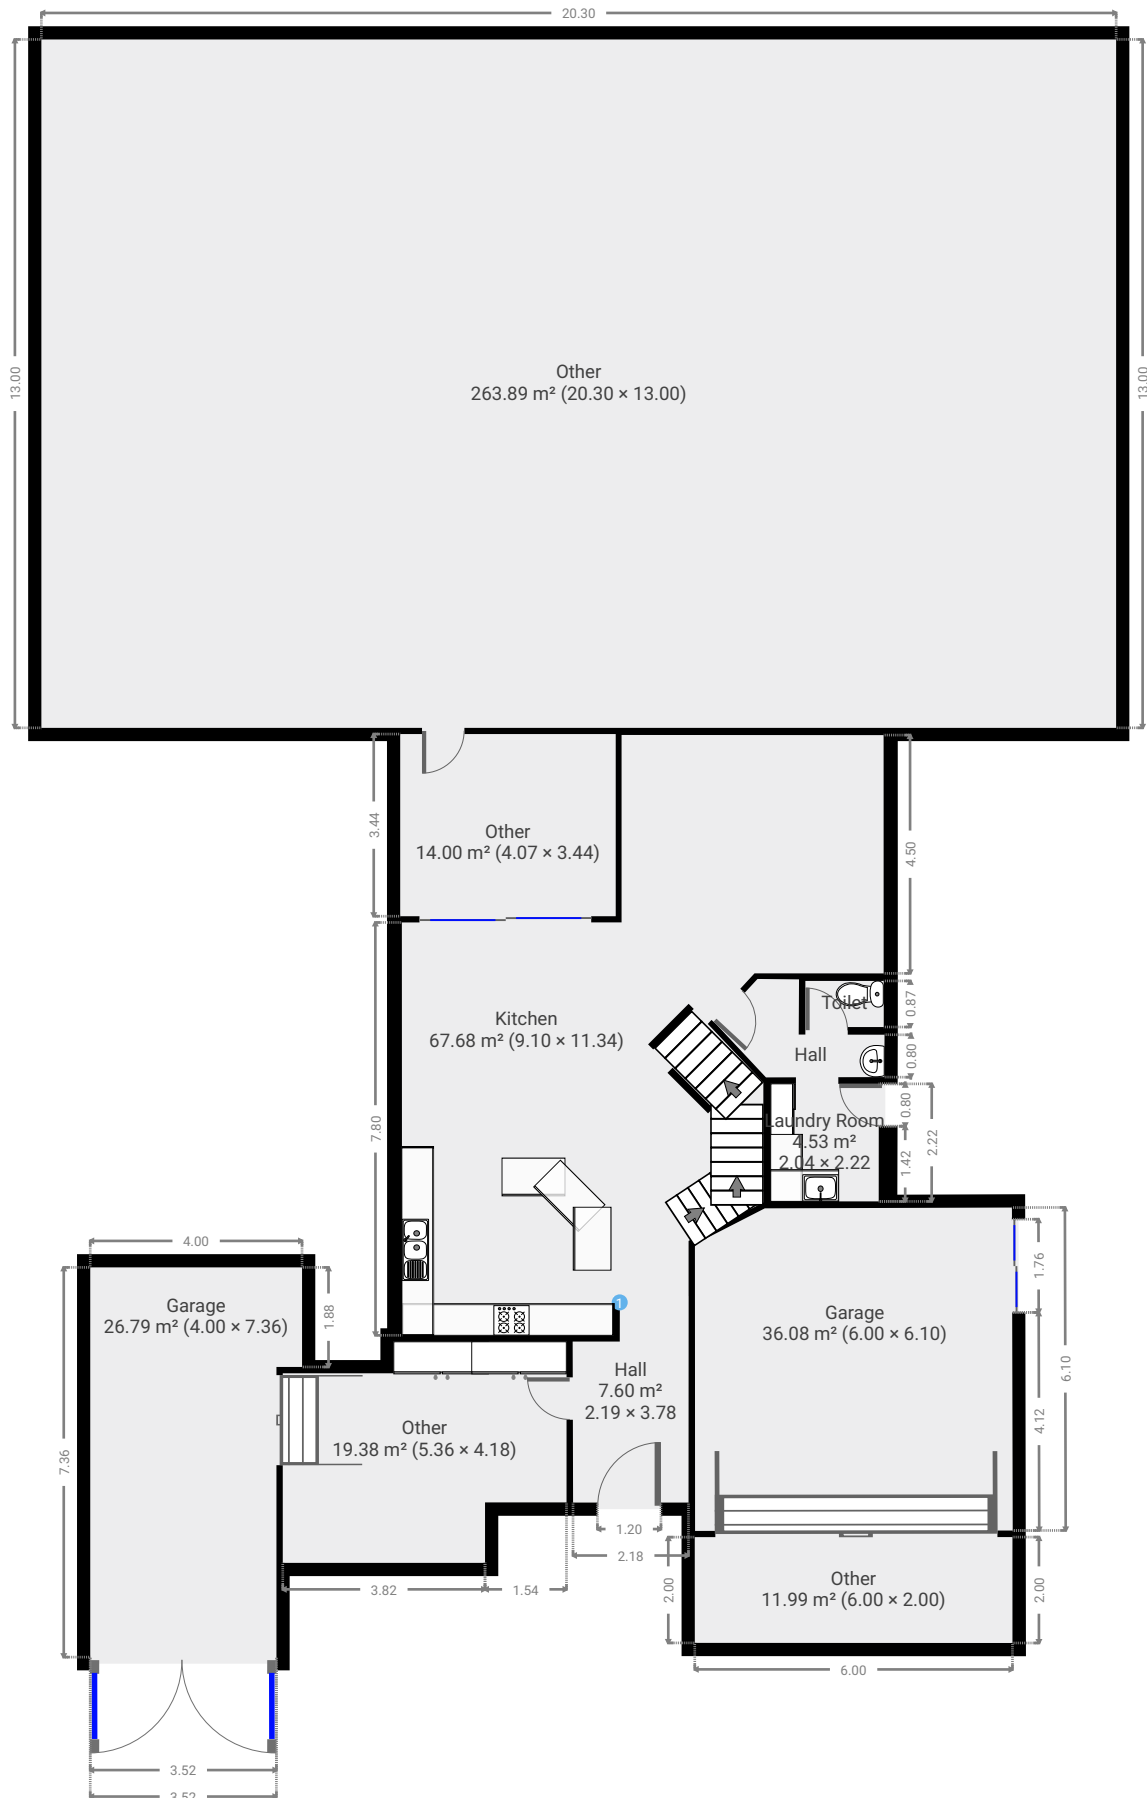 20.30
13.00
13.00
Other
263.89 m² (20.30 × 13.00)
3.44
Other
14.00 m² (4.07 × 3.44)
4.50
Toilet
0.87
Kitchen
67.68 m² (9.10 × 11.34)
Hall
0.80
0.80
7.80
Laundry Room
4.53 m²
2.04 × 2.22
1.42
2.22
4.00
1.76
1
Garage
26.79 m² (4.00 × 7.36)
1.88
Garage
36.08 m² (6.00 × 6.10)
6.10
Hall
7.60 m²
2.19 × 3.78
4.12
Other
19.38 m² (5.36 × 4.18)
7.36
1.20
2.18
3.82
1.54
2.00
Other
11.99 m² (6.00 × 2.00)
2.00
6.00
3.52
3.52